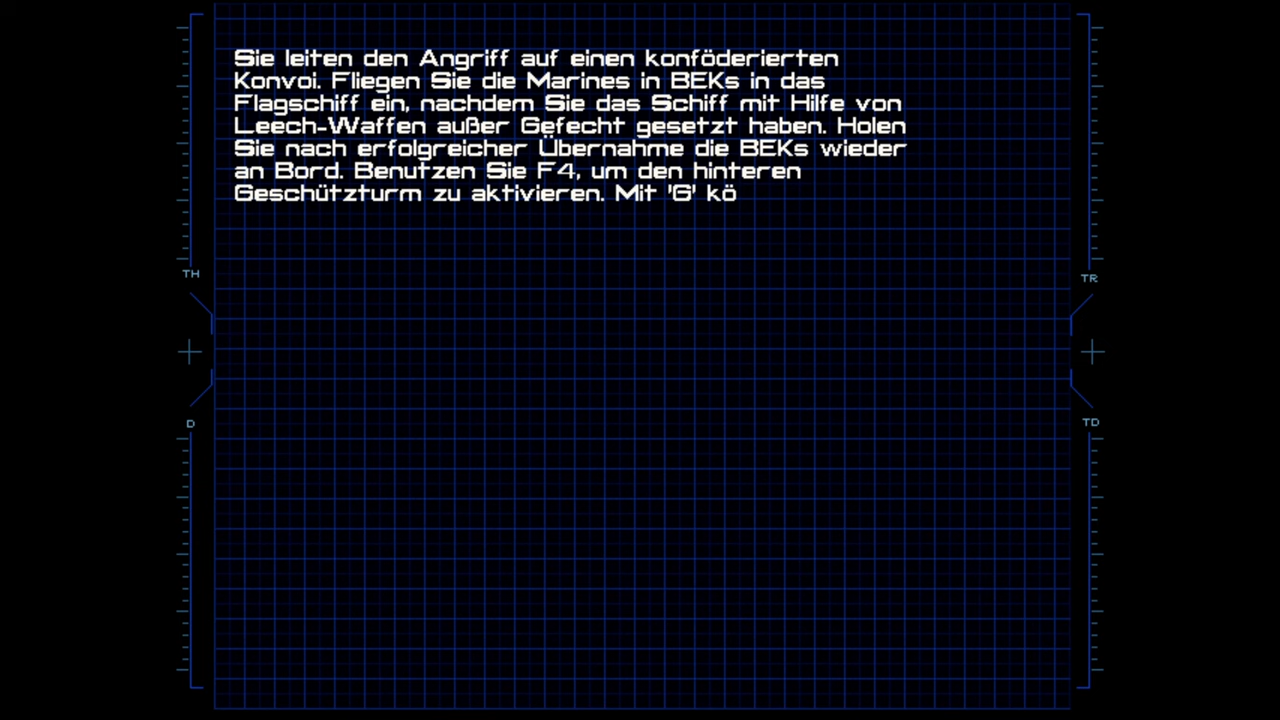 Sie leiten den Angriff auf einen konföderierten
Konvoi. Fliegen Sie die Marines in BEKs in das
Flagschiff ein, nachdem Sie das Schiff mit Hilfe von
Leech-Waffen außer Gefecht gesetzt haben. Holen
Sie nach erfolgreicher Übernahme die BEKs wieder
an Bord. Benutzen Sie F4, um den hinteren
Geschützturm zu aktivieren. Mit 'G' kö
TH
TR
D
TD